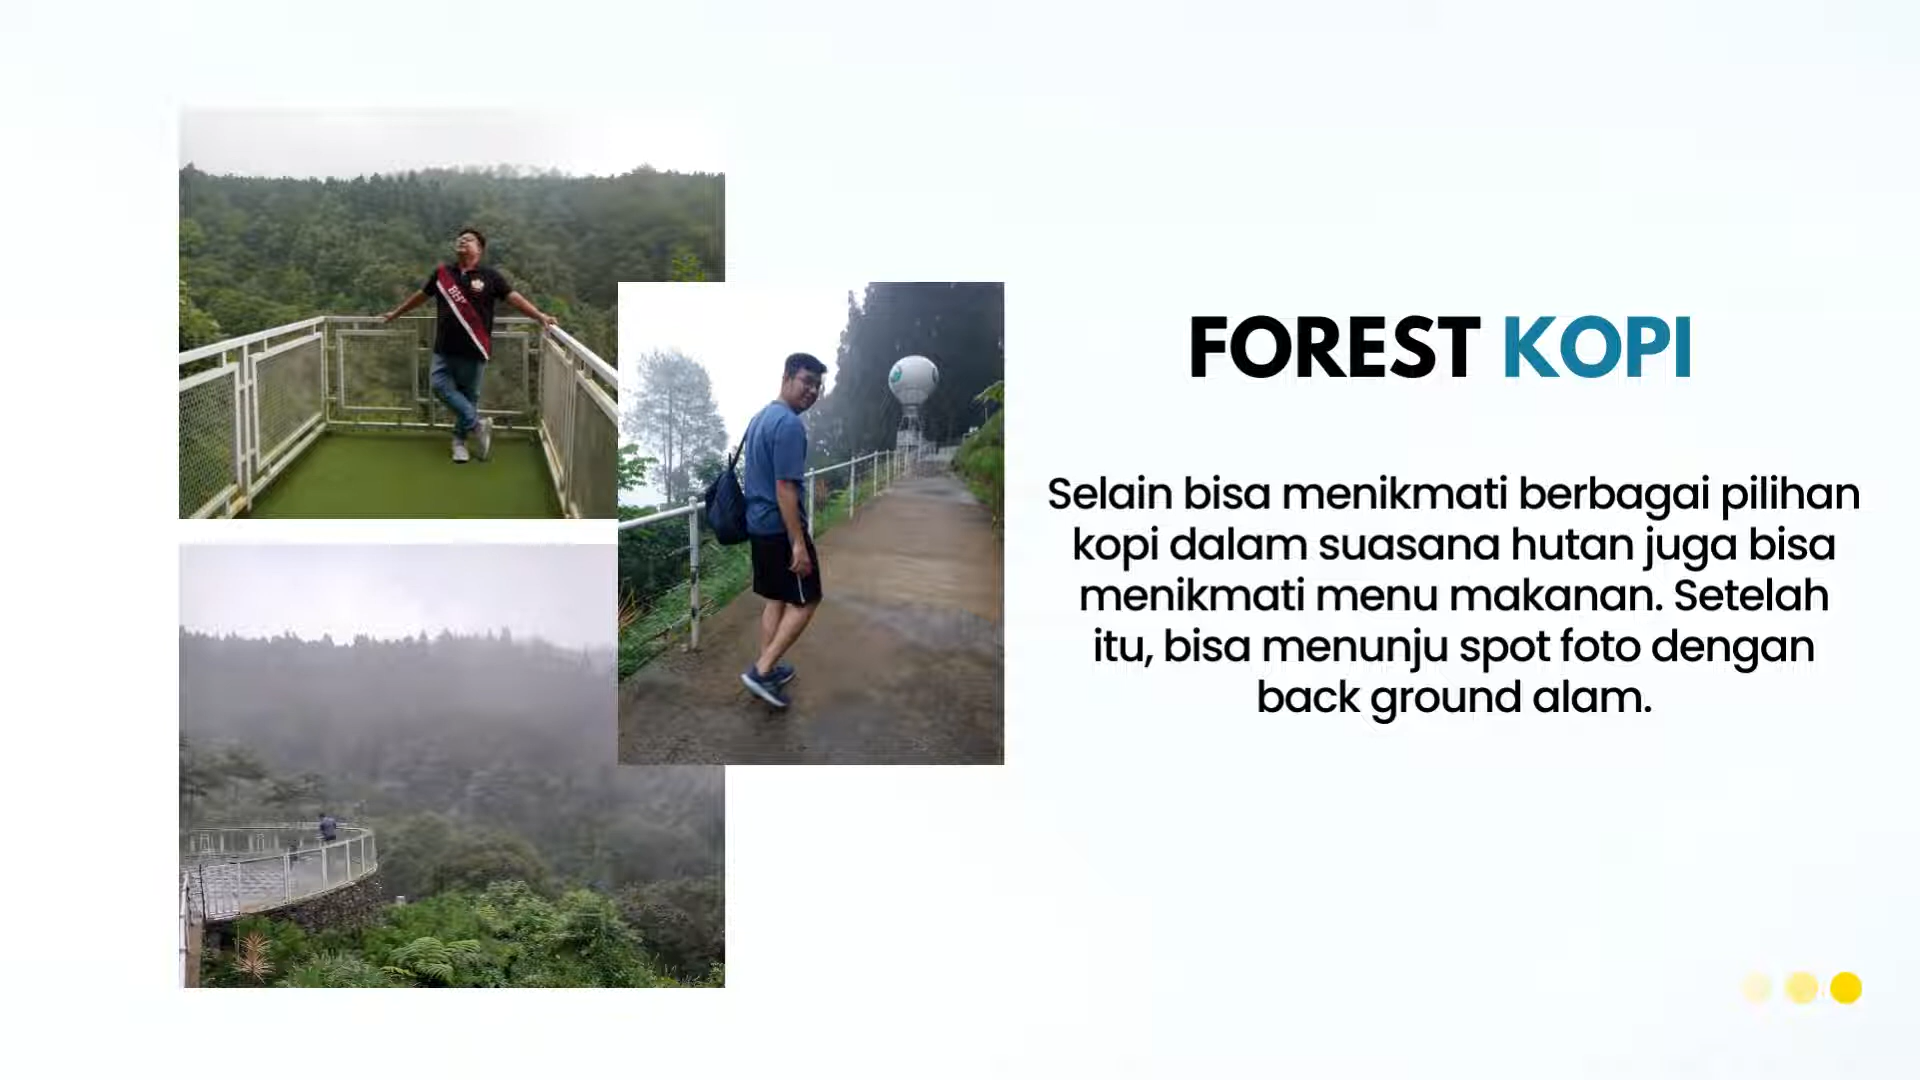 FOREST KOPI
Selain bisa menikmati berbagai pilihan
kopi dalam suasana hutan juga bisa
menikmati menu makanan. Setelah
itu, bisa menunju spot foto dengan
back ground alam.